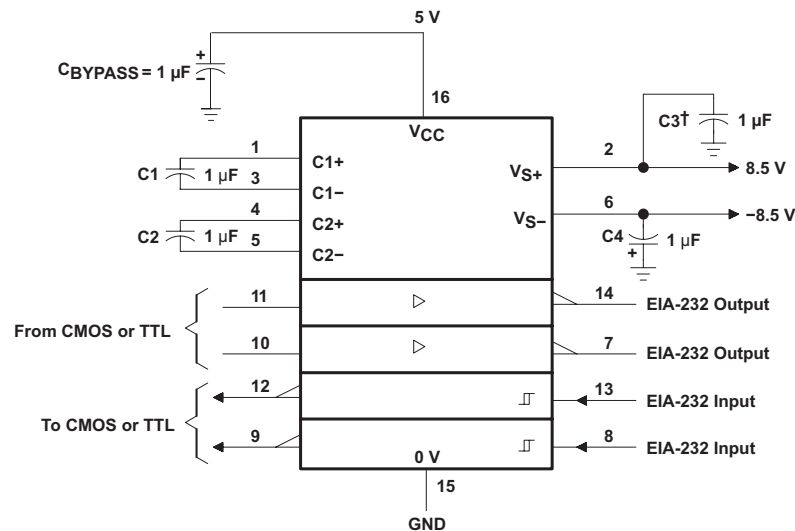 5 V
CBYPASS = 1 µF
+
−
16
VCC
C3†
1 µF
1
C1+
2
VS+
8.5 V
C1
1 µF
3
C1−
4
C2+
6
VS−
−8.5 V
C2
1 µF
5
C2−
C4
+
1 µF
From CMOS or TTL
11
14
EIA-232 Output
10
7
EIA-232 Output
To CMOS or TTL
12
13
EIA-232 Input
9
8
EIA-232 Input
0 V
15
GND